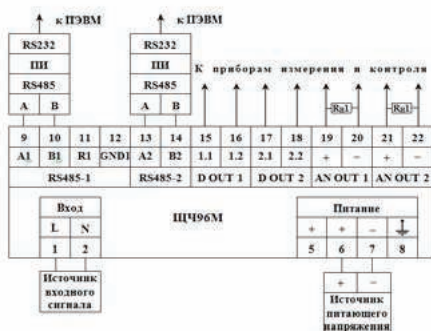 к ПЭВМ к ПЭВМ
RS232 RS232
ПИ ПИ
RS485 RS485
К приборам измерения и контроля
A B A B Rн1 Rн1
9 10 11 12 13 14 15 16 17 18 19 20 21 22
A1 B1 R1 GND1 A2 B2 1.1 1.2 2.1 2.2 + − + −
RS485-1 RS485-2 D OUT 1 D OUT 2 AN OUT 1 AN OUT 2
Вход ЩЧ96М Питание
L N + + −
1 2 5 6 7 8
Источник входного сигнала
+ −
Источник питающего напряжения